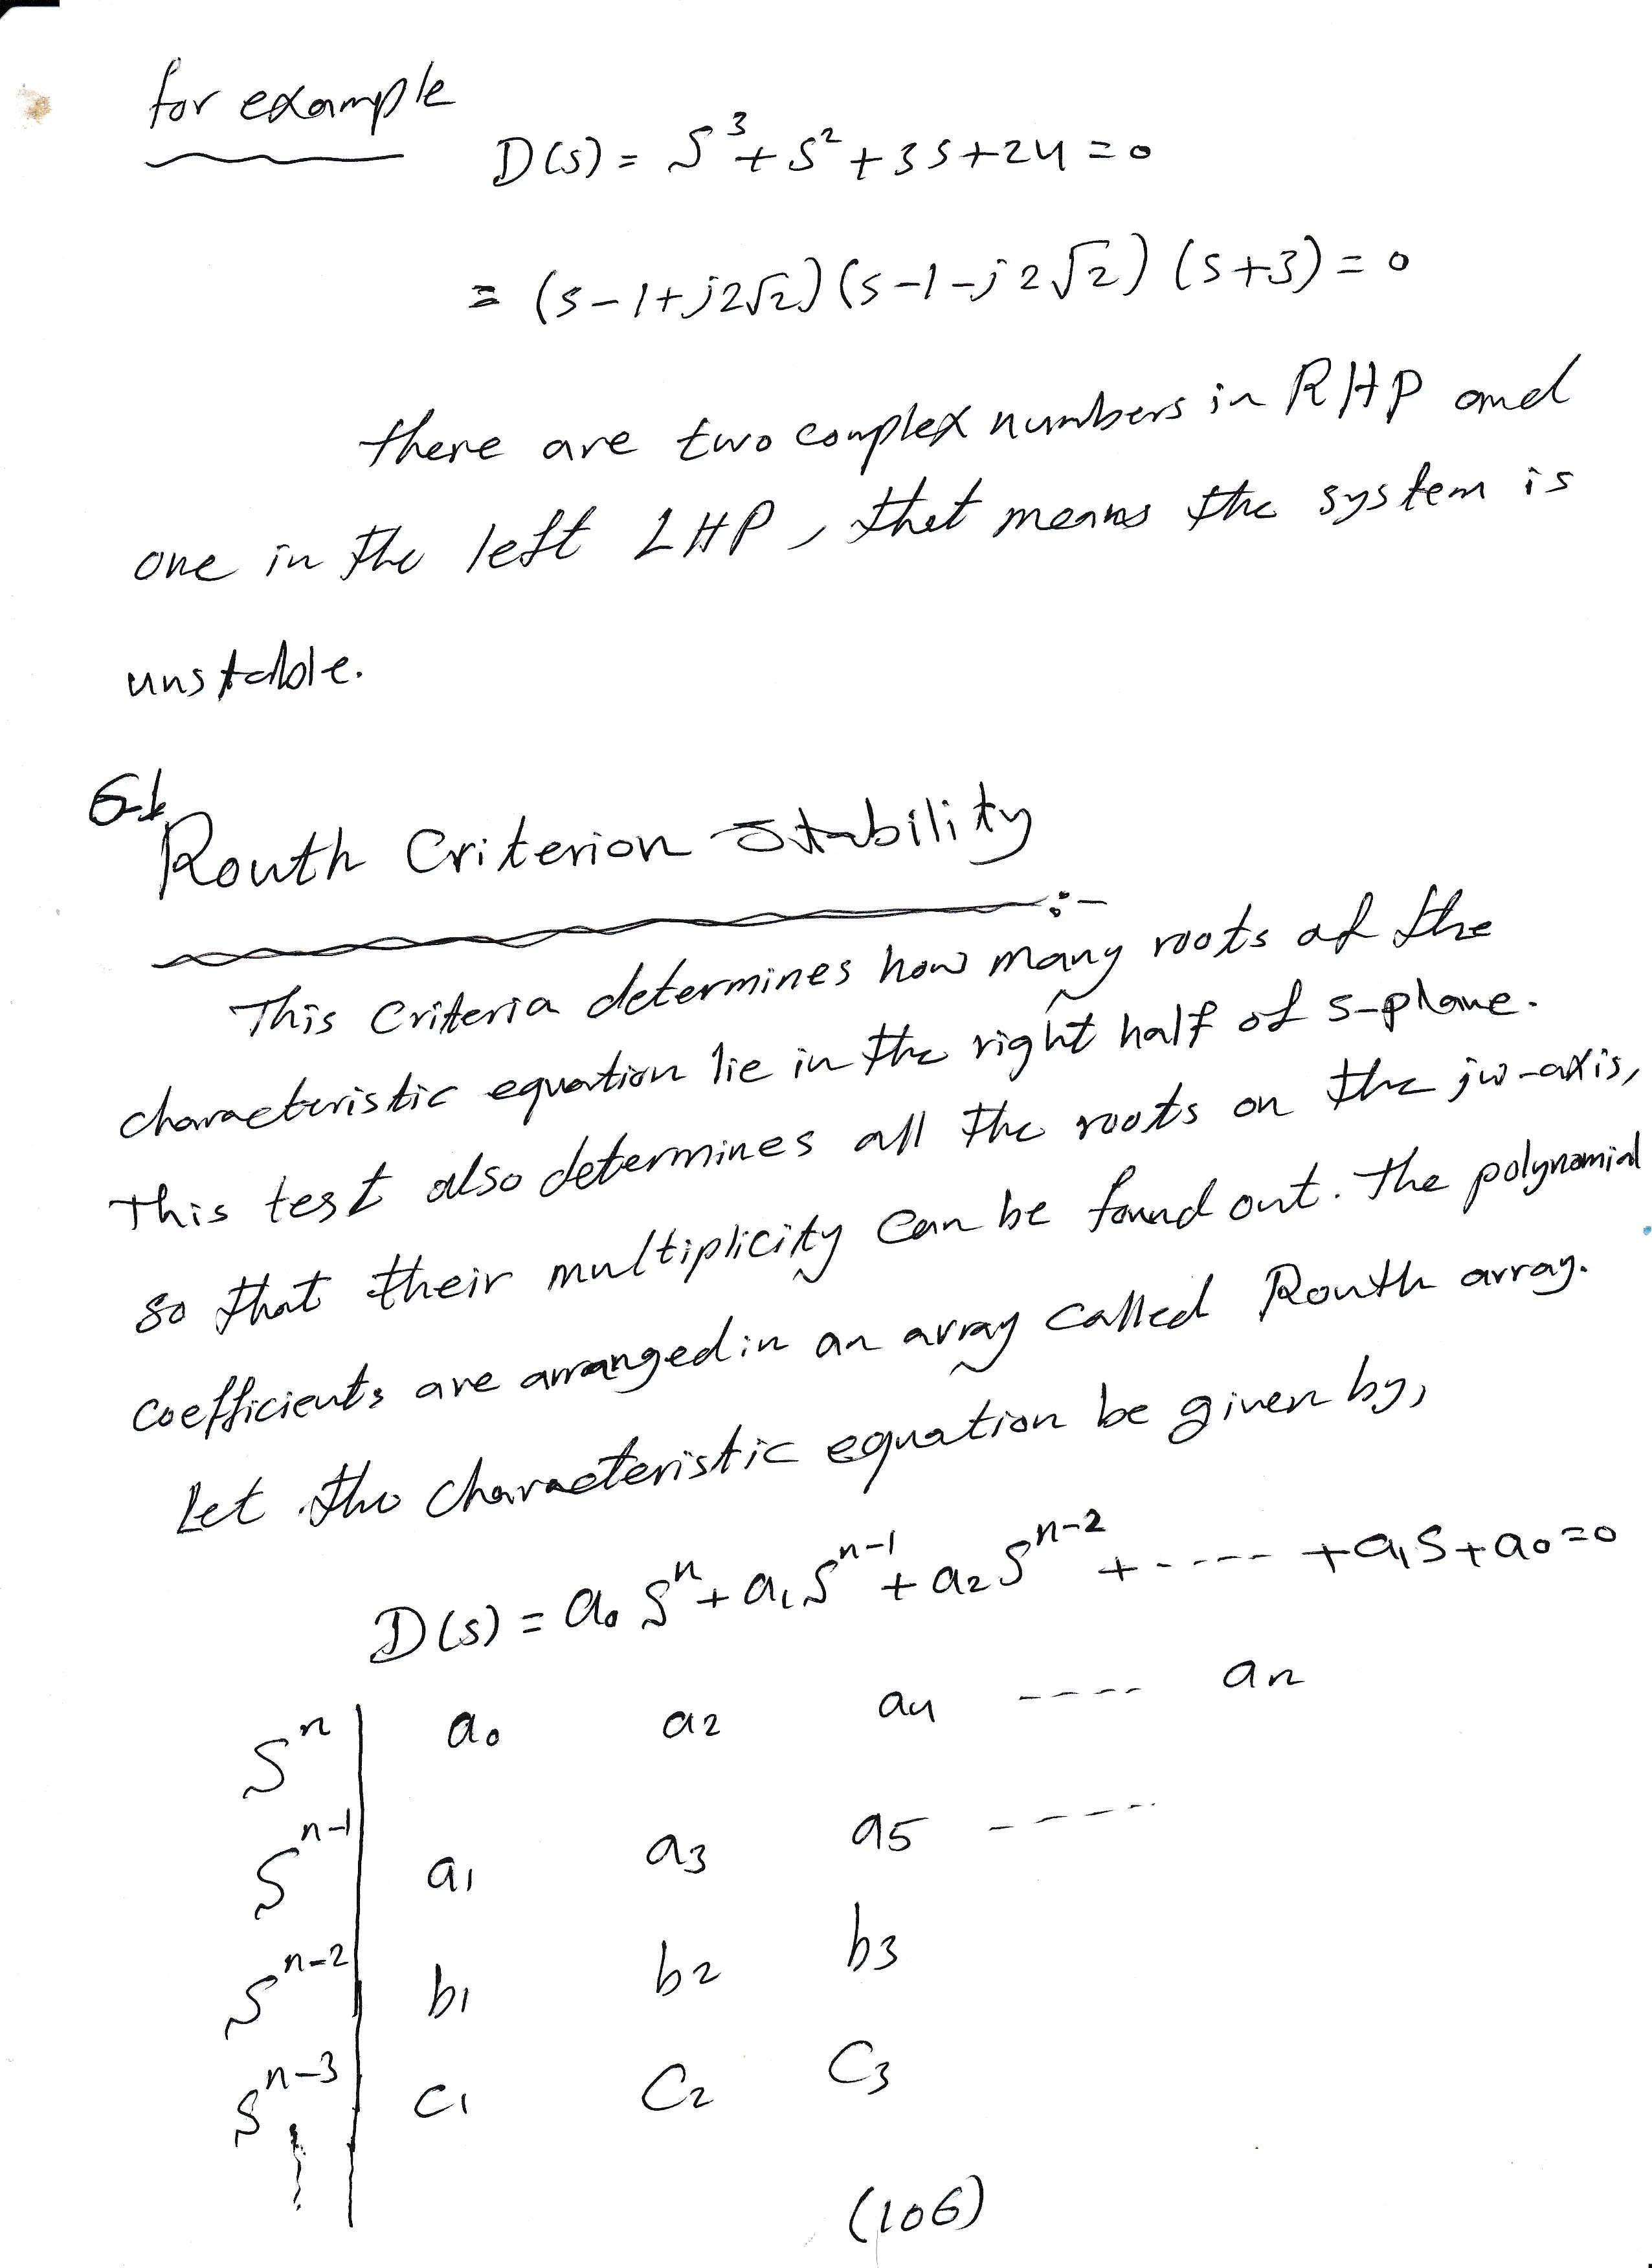 for example
D(s) = S³ + S² + 3s + 24 = 0
= (s-1+j2√2)(s-1-j2√2)(s+3) = 0
there are two complex numbers in RHP and
one in the left LHP, that means the system is
unstable.
6-1
Routh Criterion Stability :-
This Criteria determines how many roots of the
characteristic equation lie in the right half of s-plane.
This test also determines all the roots on the jw-axis,
so that their multiplicity can be found out. The polynomial
coefficients are arranged in an array called Routh array.
Let the characteristic equation be given by,
D(s) = a₀ Sⁿ + a₁ Sⁿ⁻¹ + a₂ Sⁿ⁻² + ---- + a₁S + a₀ = 0
Sⁿ | a₀ a₂ a₄ ---- aₙ
Sⁿ⁻¹ | a₁ a₃ a₅ -----
Sⁿ⁻² | b₁ b₂ b₃
Sⁿ⁻³ | c₁ c₂ c₃
(106)